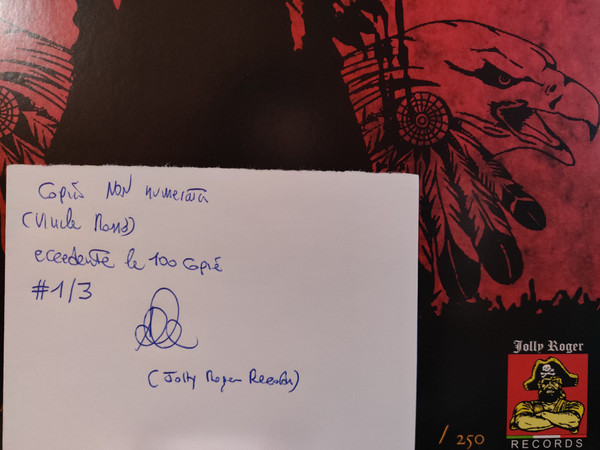 Copia NON numerata
(Vinile Rosso)
eccedente le 100 copie
#1/3
(Jolly Roger Records)
Jolly Roger
RECORDS
/ 250